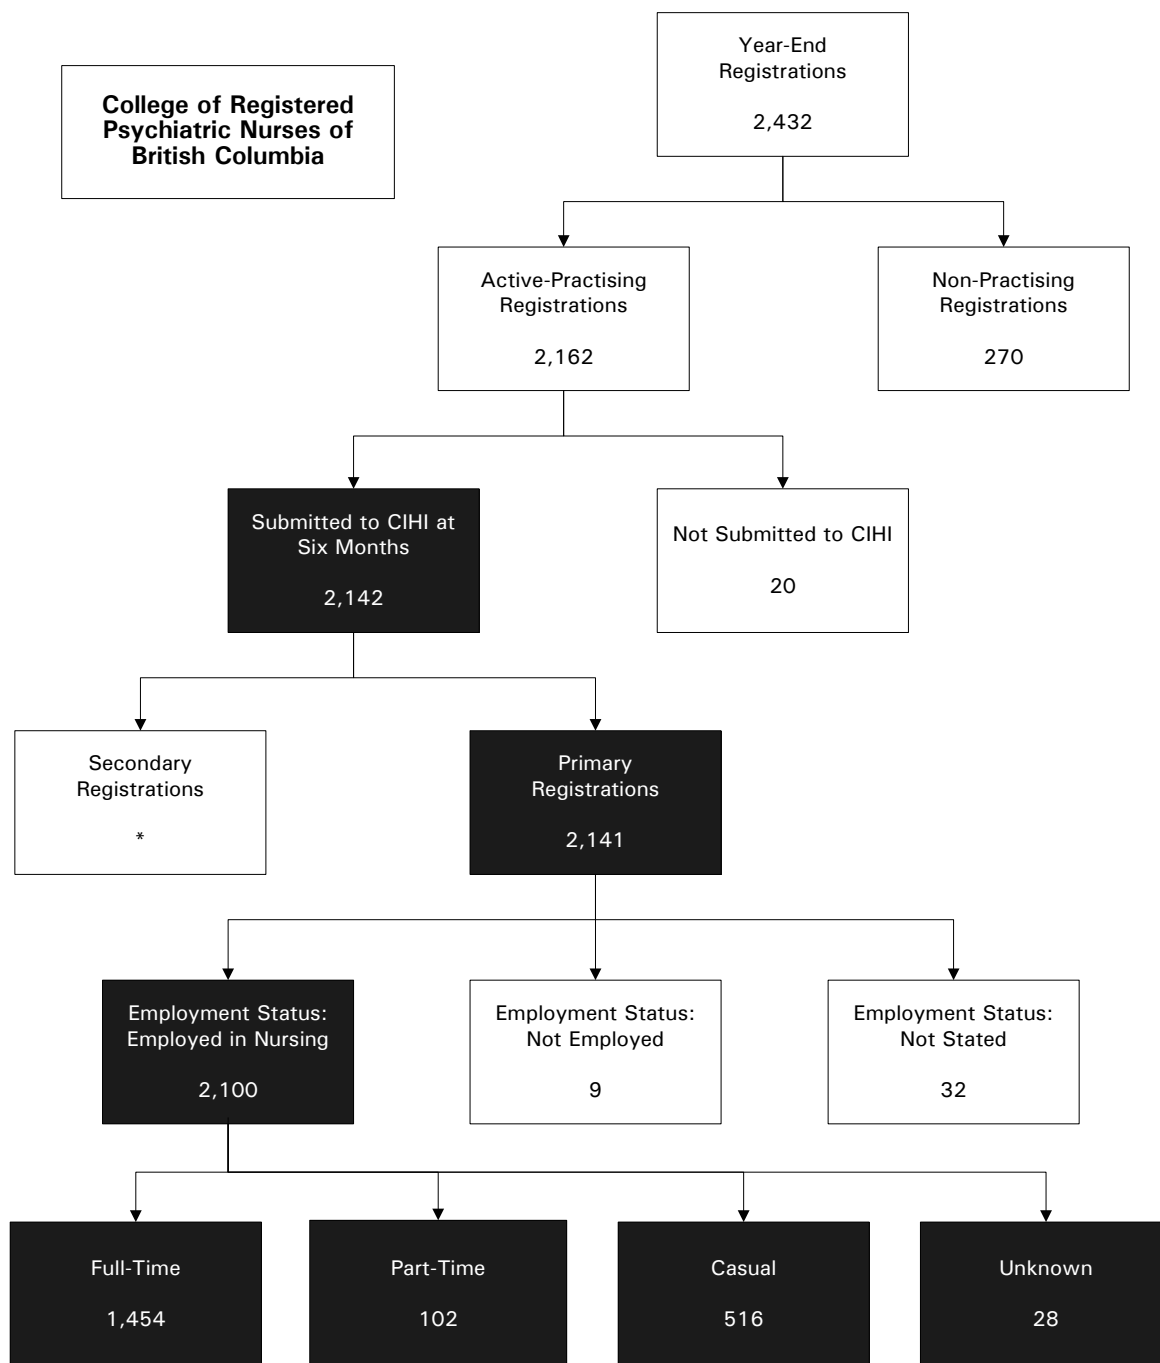 College of Registered
Psychiatric Nurses of
British Columbia
Year-End
Registrations
2,432
Active-Practising
Registrations
2,162
Non-Practising
Registrations
270
Submitted to CIHI at
Six Months
2,142
Not Submitted to CIHI
20
Secondary
Registrations
*
Primary
Registrations
2,141
Employment Status:
Employed in Nursing
2,100
Employment Status:
Not Employed
9
Employment Status:
Not Stated
32
Full-Time
1,454
Part-Time
102
Casual
516
Unknown
28